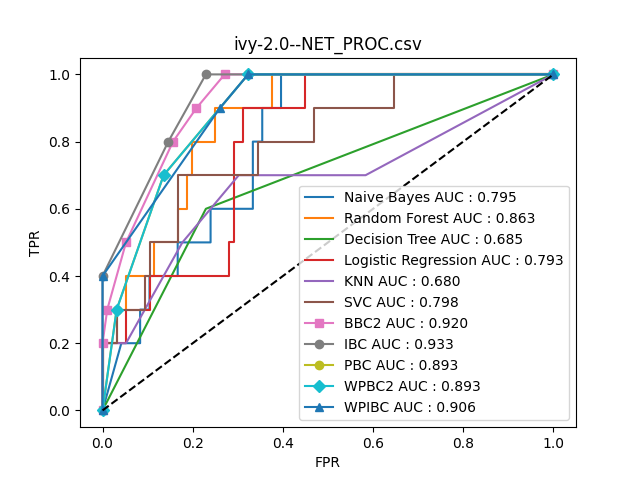 ivy-2.0--NET_PROC.csv
TPR
1.0
0.8
0.6
0.4
0.2
0.0
Naive Bayes AUC : 0.795
Random Forest AUC : 0.863
Decision Tree AUC : 0.685
Logistic Regression AUC : 0.793
KNN AUC : 0.680
SVC AUC : 0.798
BBC2 AUC : 0.920
IBC AUC : 0.933
PBC AUC : 0.893
WPBC2 AUC : 0.893
WPIBC AUC : 0.906
0.0 0.2 0.4 0.6 0.8 1.0
FPR